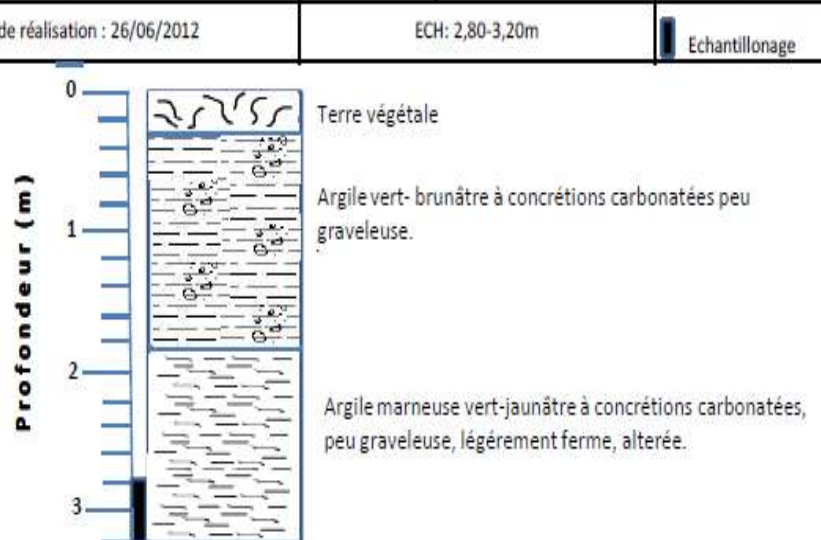 de réalisation : 26/06/2012
ECH: 2,80-3,20m
Echantillonage
0
Terre végétale
Argile vert- brunâtre à concrétions carbonatées peu
graveleuse.
1
2
Argile marneuse vert-jaunâtre à concrétions carbonatées,
peu graveleuse, légérement ferme, alterée.
3
Profondeur (m)